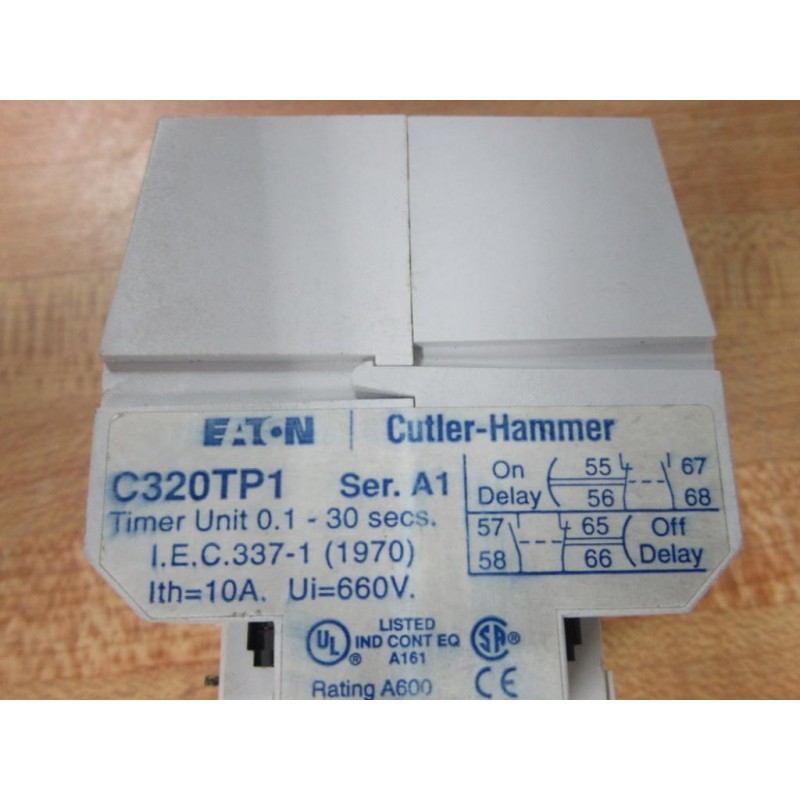 EATON | Cutler-Hammer
C320TP1 Ser. A1
Timer Unit 0.1 - 30 secs.
I.E.C.337-1 (1970)
Ith=10A. Ui=660V.
On Delay 55 56 67 68
57 58 65 66 Off Delay
UL ® LISTED
IND CONT EQ
A161
SA ®
Rating A600 CE